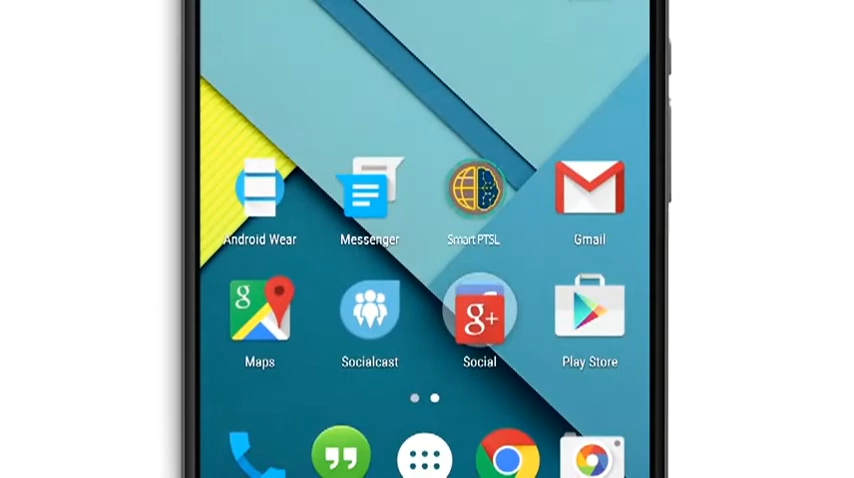 Android Wear
Messenger
Smart PTSL
Gmail
g
g+
Maps
Socialcast
Social
Play Store